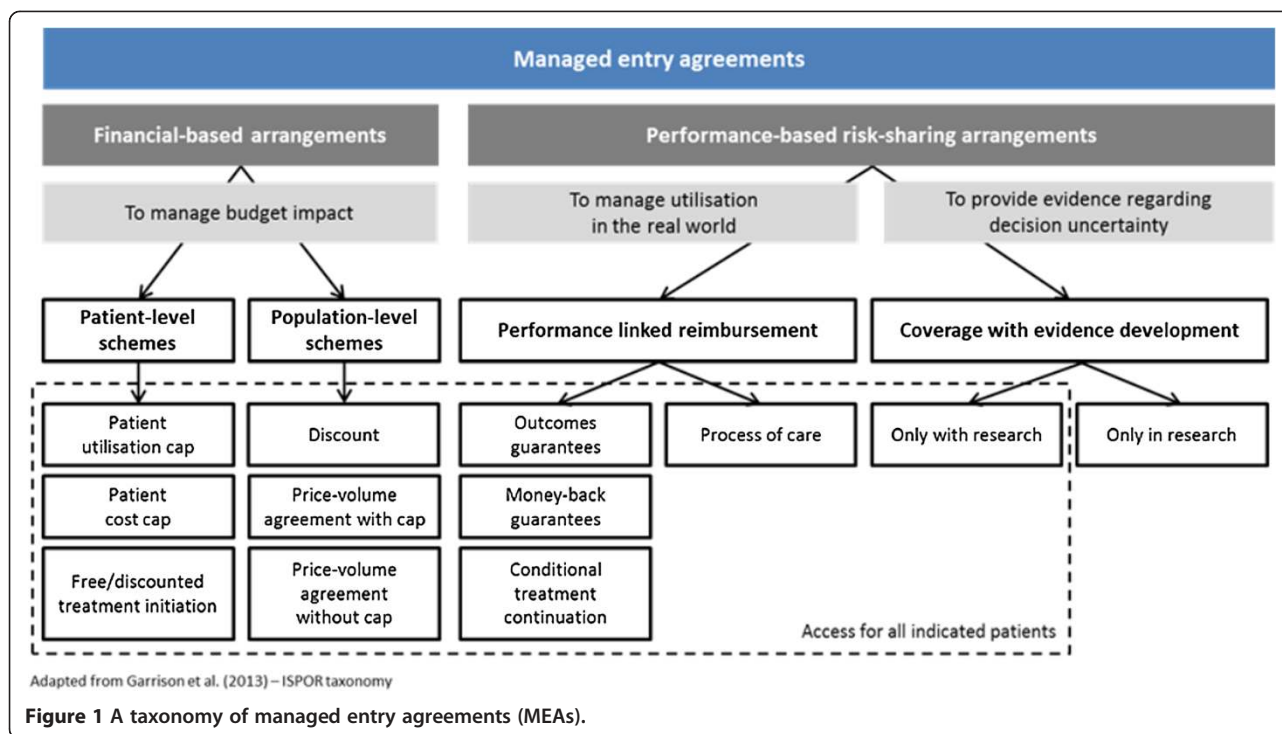 Managed entry agreements
Financial-based arrangements
Performance-based risk-sharing arrangements
To manage budget impact
To manage utilisation
in the real world
To provide evidence regarding
decision uncertainty
Patient-level
schemes
Population-level
schemes
Performance linked reimbursement
Coverage with evidence development
Patient
utilisation cap
Discount
Outcomes
guarantees
Process of care
Only with research
Only in research
Patient
cost cap
Price-volume
agreement with cap
Money-back
guarantees
Free/discounted
treatment initiation
Price-volume
agreement
without cap
Conditional
treatment
continuation
Access for all indicated patients
Adapted from Garrison et al. (2013) – ISPOR taxonomy
Figure 1 A taxonomy of managed entry agreements (MEAs).